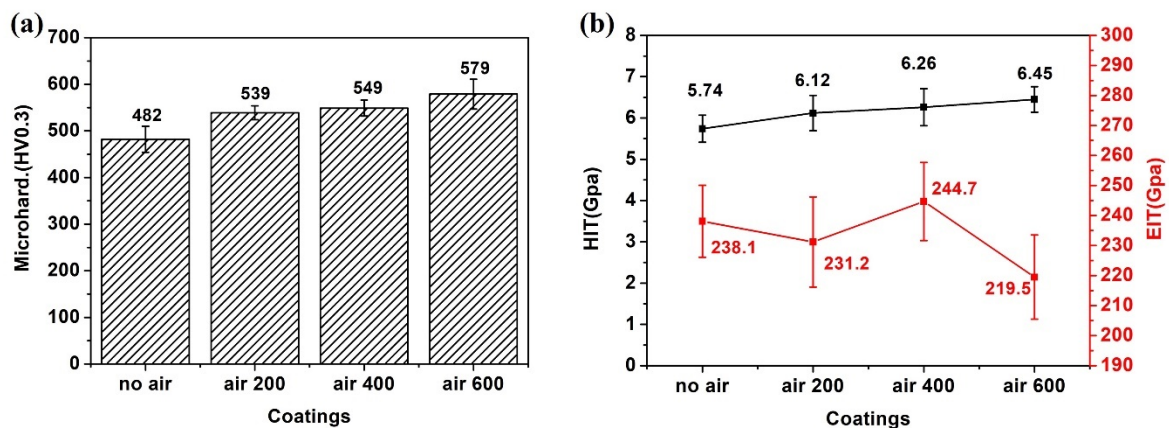 (a)
700
600
500
400
300
200
100
0
Microhard.(HV0.3)
482
539
549
579
no air
air 200
air 400
air 600
Coatings
(b)
8
7
6
5
4
3
2
1
0
HIT(Gpa)
5.74
6.12
6.26
6.45
238.1
231.2
244.7
219.5
300
290
280
270
260
250
240
230
220
210
200
190
EIT(Gpa)
no air
air 200
air 400
air 600
Coatings